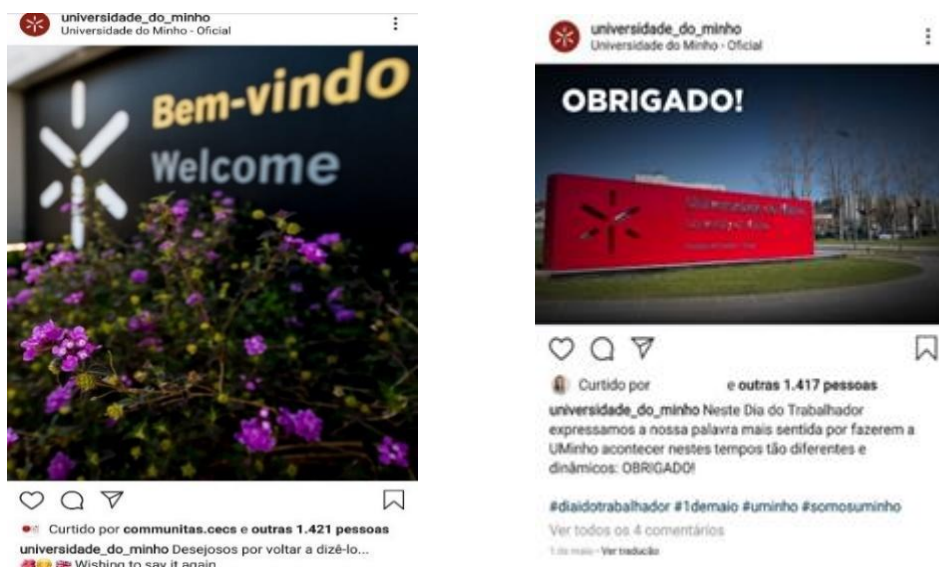 universidade_do_minho
Universidade do Minho - Oficial
Bem-vindo
Welcome
Curtido por communitas.cecs e outras 1.421 pessoas
universidade_do_minho Desejosos por voltar a dizê-lo...
Wishing to say it again
universidade_do_minho
Universidade do Minho - Oficial
OBRIGADO!
Curtido por e outras 1.417 pessoas
universidade_do_minho Neste Dia do Trabalhador
expressamos a nossa palavra mais sentida por fazerem a
UMinho acontecer nestes tempos tão diferentes e
dinâmicos: OBRIGADO!
#diaidotrabalhador #1demaio #uminho #somosuminho
Ver todos os 4 comentários
1 de maio · Ver tradução